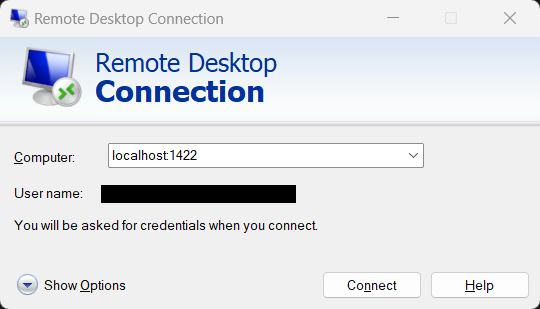 Remote Desktop Connection
Remote Desktop
Connection
Computer:
localhost:1422
User name:
You will be asked for credentials when you connect.
Show Options
Connect
Help